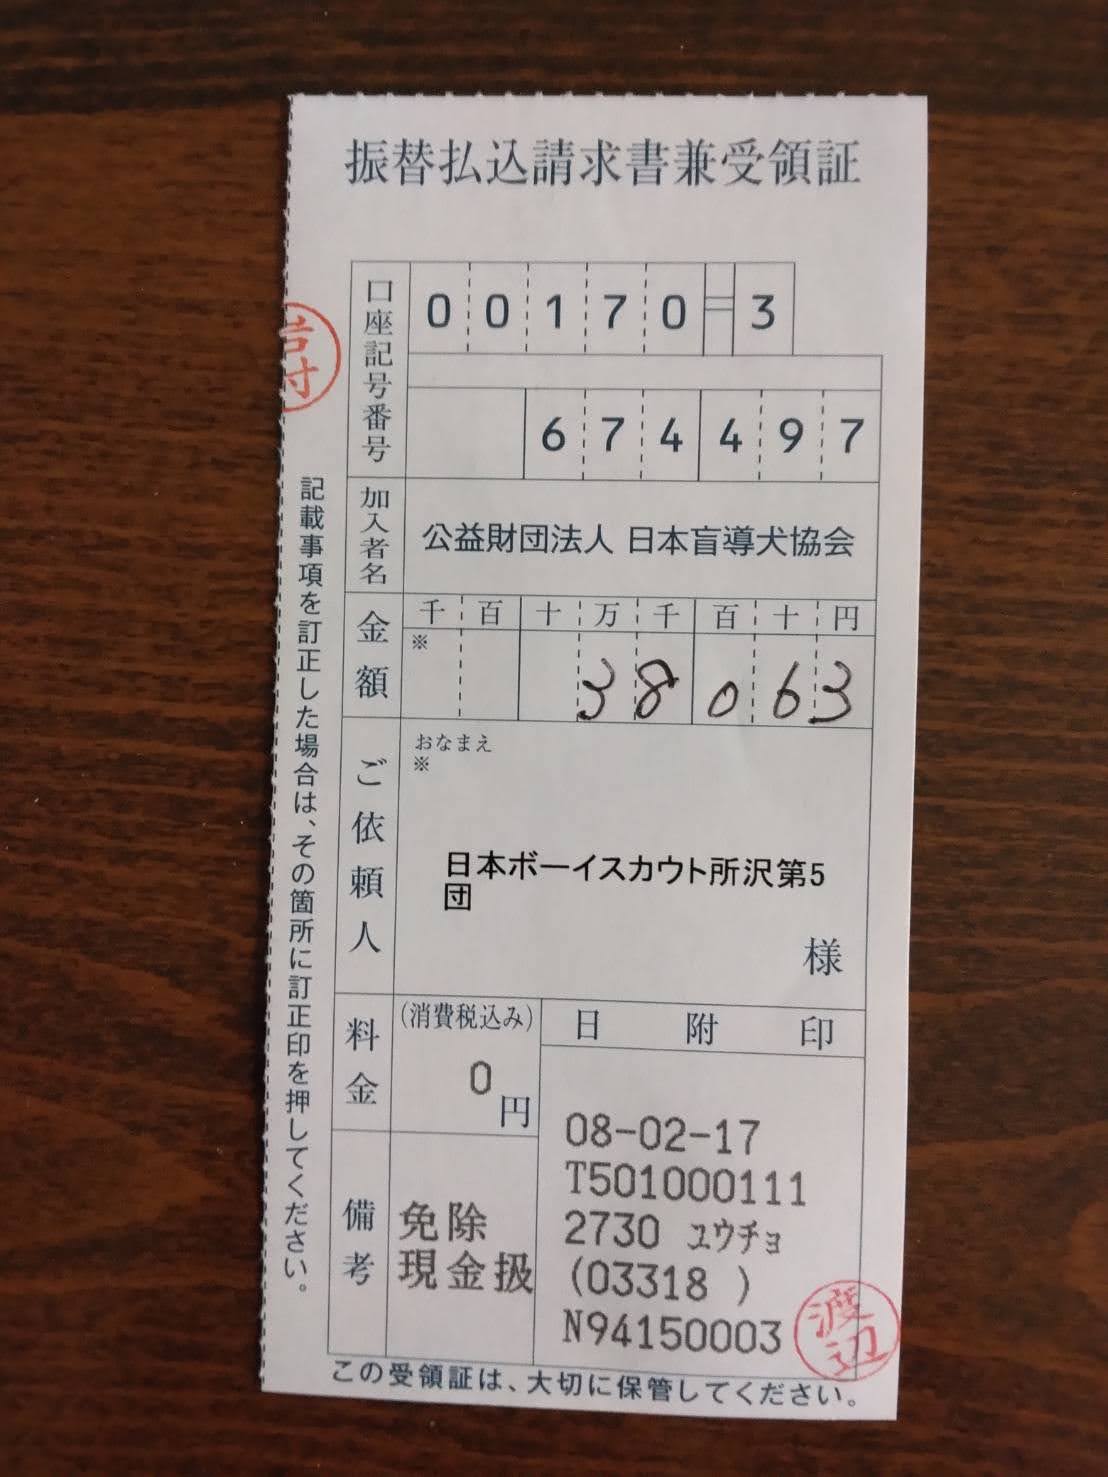 振替払込請求書兼受領証
口座記号番号
00170=3
674497
加入者名
公益財団法人 日本盲導犬協会
金額
千百十万千百十円
※
38063
ご依頼人
おなまえ
※
日本ボーイスカウト所沢第5
団
様
料金
(消費税込み)
0
円
日附印
08-02-17
T501000111
2730 ユウチョ
(03318 )
N94150003
渡辺
備考
免除
現金扱
記載事項を訂正した場合は、その箇所に訂正印を押してください。
この受領証は、大切に保管してください。